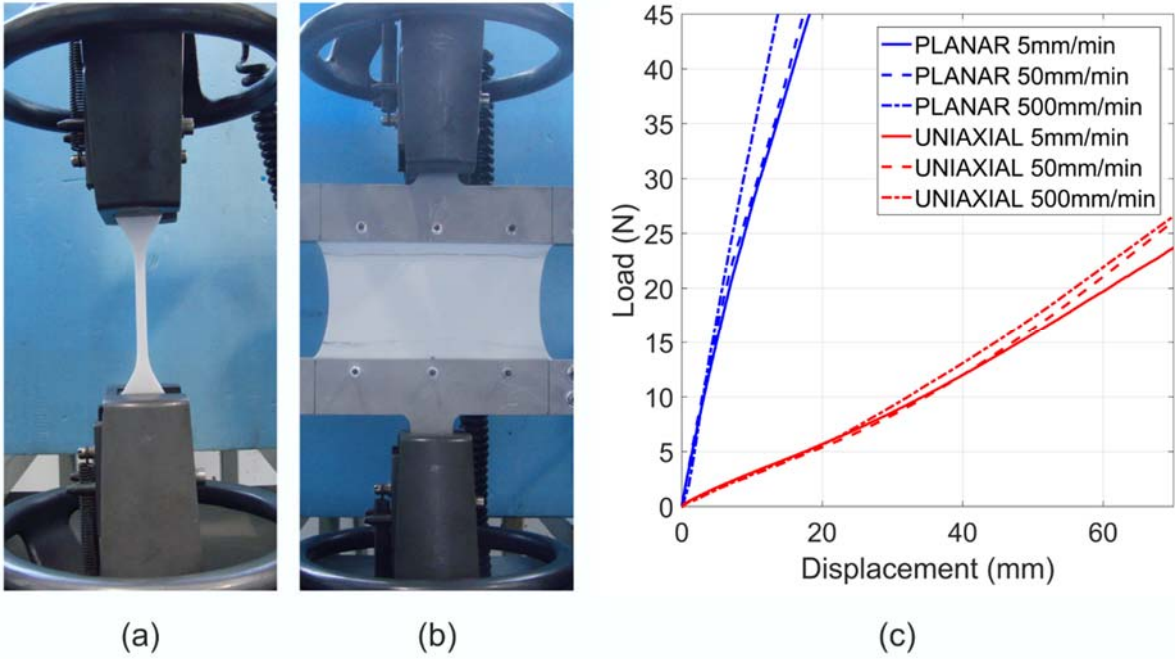 45
40
35
30
25
20
15
10
5
0
Load (N)
PLANAR 5mm/min
PLANAR 50mm/min
PLANAR 500mm/min
UNIAXIAL 5mm/min
UNIAXIAL 50mm/min
UNIAXIAL 500mm/min
0 20 40 60
Displacement (mm)
(a) (b) (c)